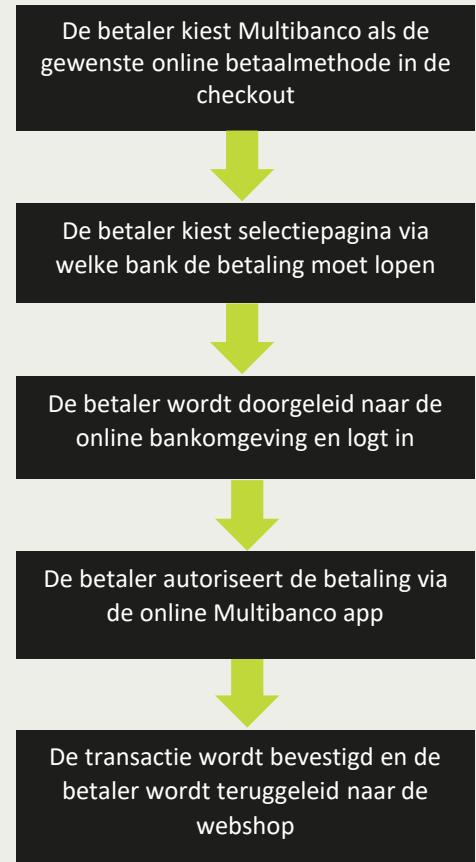 De betaler kiest Multibanco als de
gewenste online betaalmethode in de
checkout
De betaler kiest selectiepagina via
welke bank de betaling moet lopen
De betaler wordt doorgeleid naar de
online bankomgeving en logt in
De betaler autoriseert de betaling via
de online Multibanco app
De transactie wordt bevestigd en de
betaler wordt teruggeleid naar de
webshop